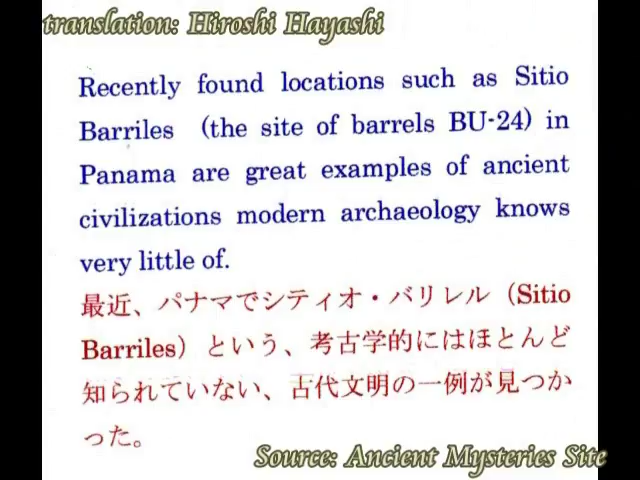 translation: Hiroshi Hayashi
Recently found locations such as Sitio
Barriles (the site of barrels BU-24) in
Panama are great examples of ancient
civilizations modern archaeology knows
very little of.
最近、パナマでシティオ・バリレル（Sitio
Barriles）という、考古学的にはほとんど
知られていない、古代文明の一例が見つか
った。
Source: Ancient Mysteries Site